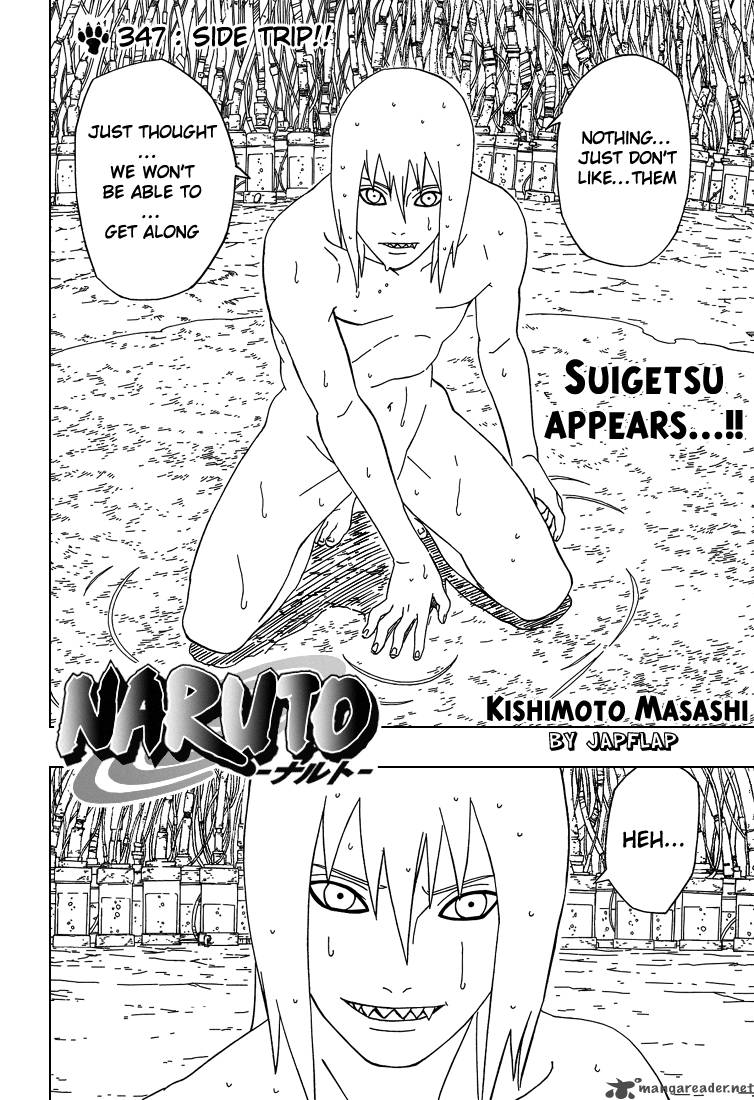 347 : SIDE TRIP!!
NOTHING...
JUST DON'T
LIKE...THEM
JUST THOUGHT
...
WE WON'T
BE ABLE TO
...
GET ALONG
SUIGETSU
APPEARS...!!
NARUTO
-ナルト-
KISHIMOTO MASASHI
BY JAPFLAP
HEH...
mangareader.net